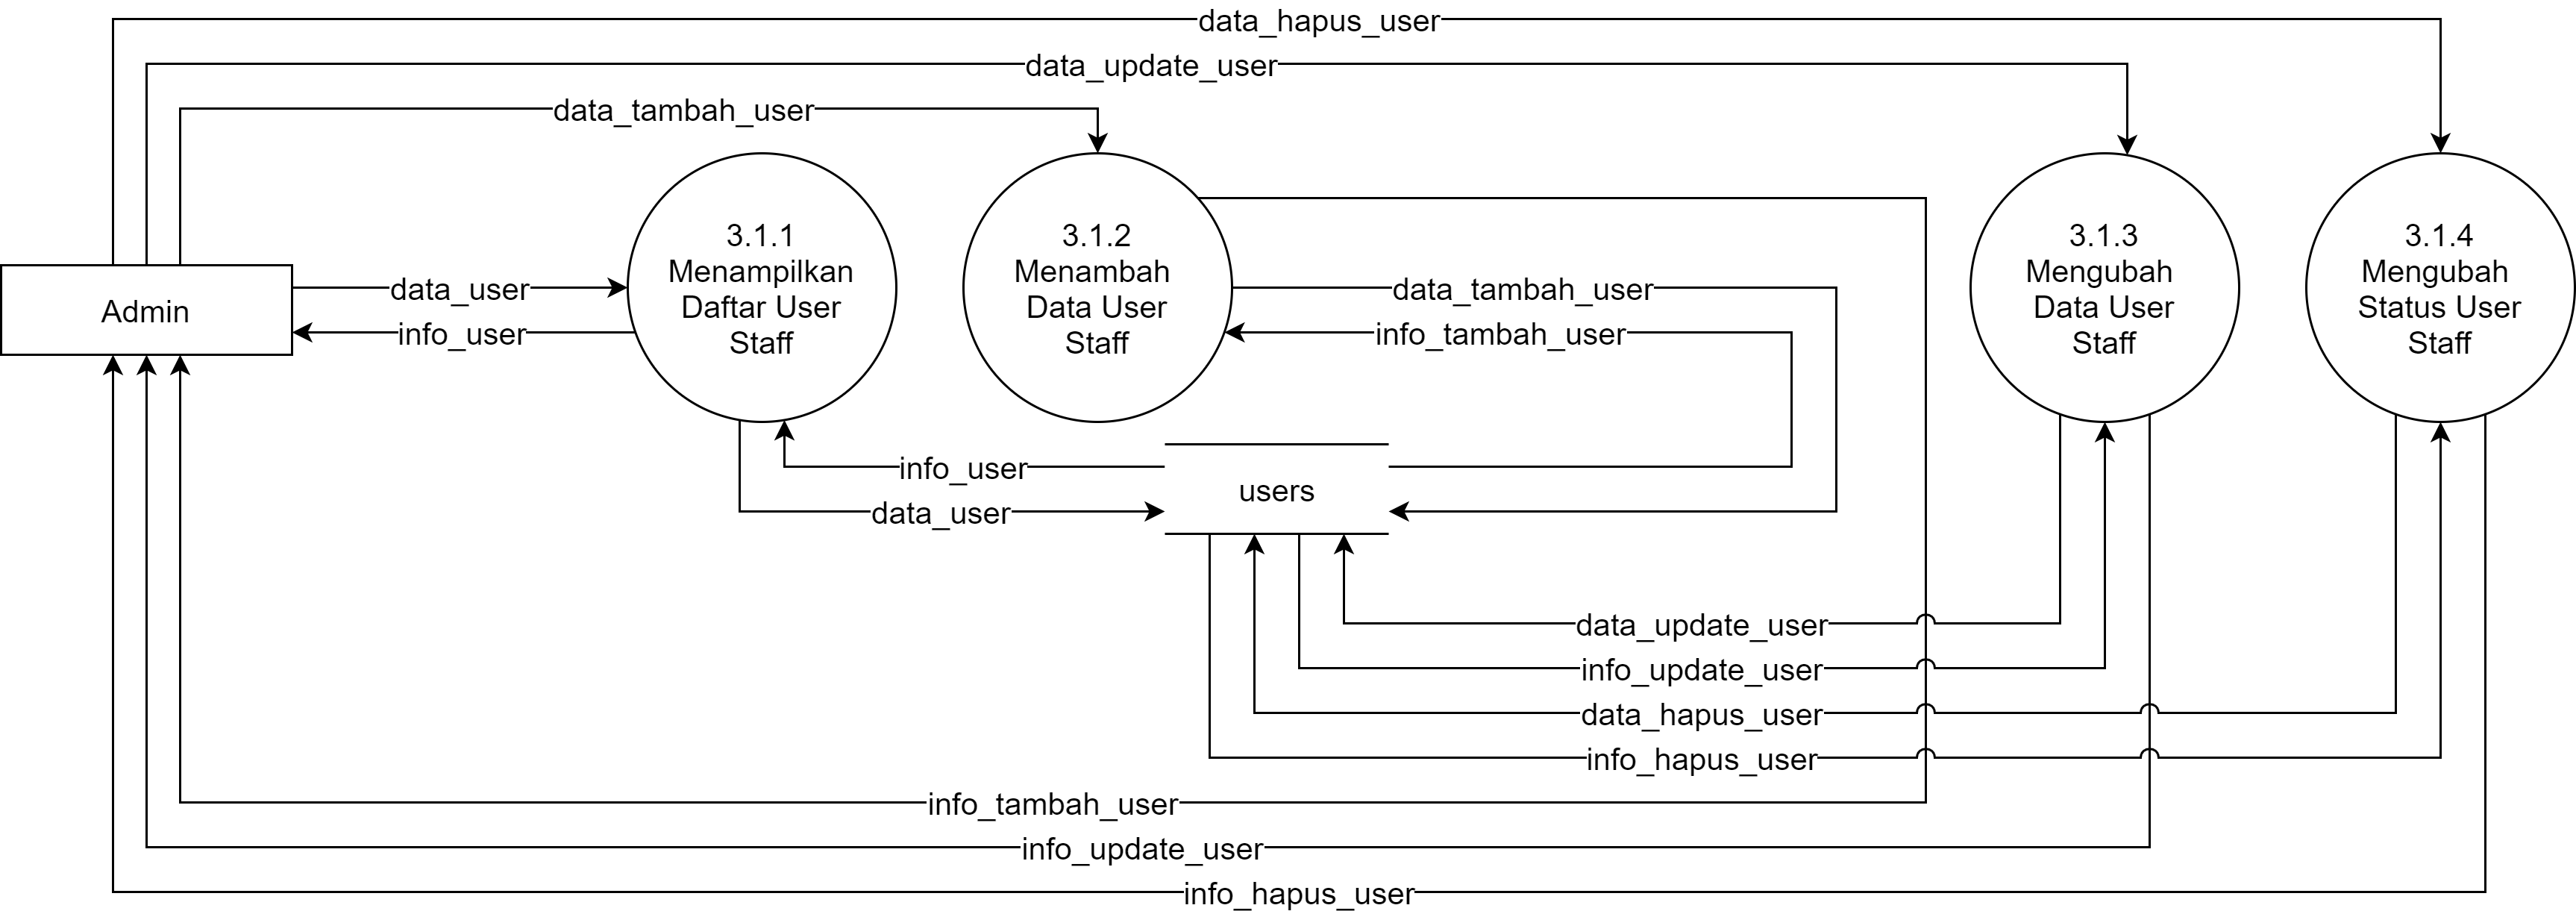 data_hapus_user
data_update_user
data_tambah_user
3.1.1
Menampilkan
Daftar User
Staff
3.1.2
Menambah
Data User
Staff
3.1.3
Mengubah
Data User
Staff
3.1.4
Mengubah
Status User
Staff
Admin
data_user
info_user
data_tambah_user
info_tambah_user
info_user
data_user
users
data_update_user
info_update_user
data_hapus_user
info_hapus_user
info_tambah_user
info_update_user
info_hapus_user